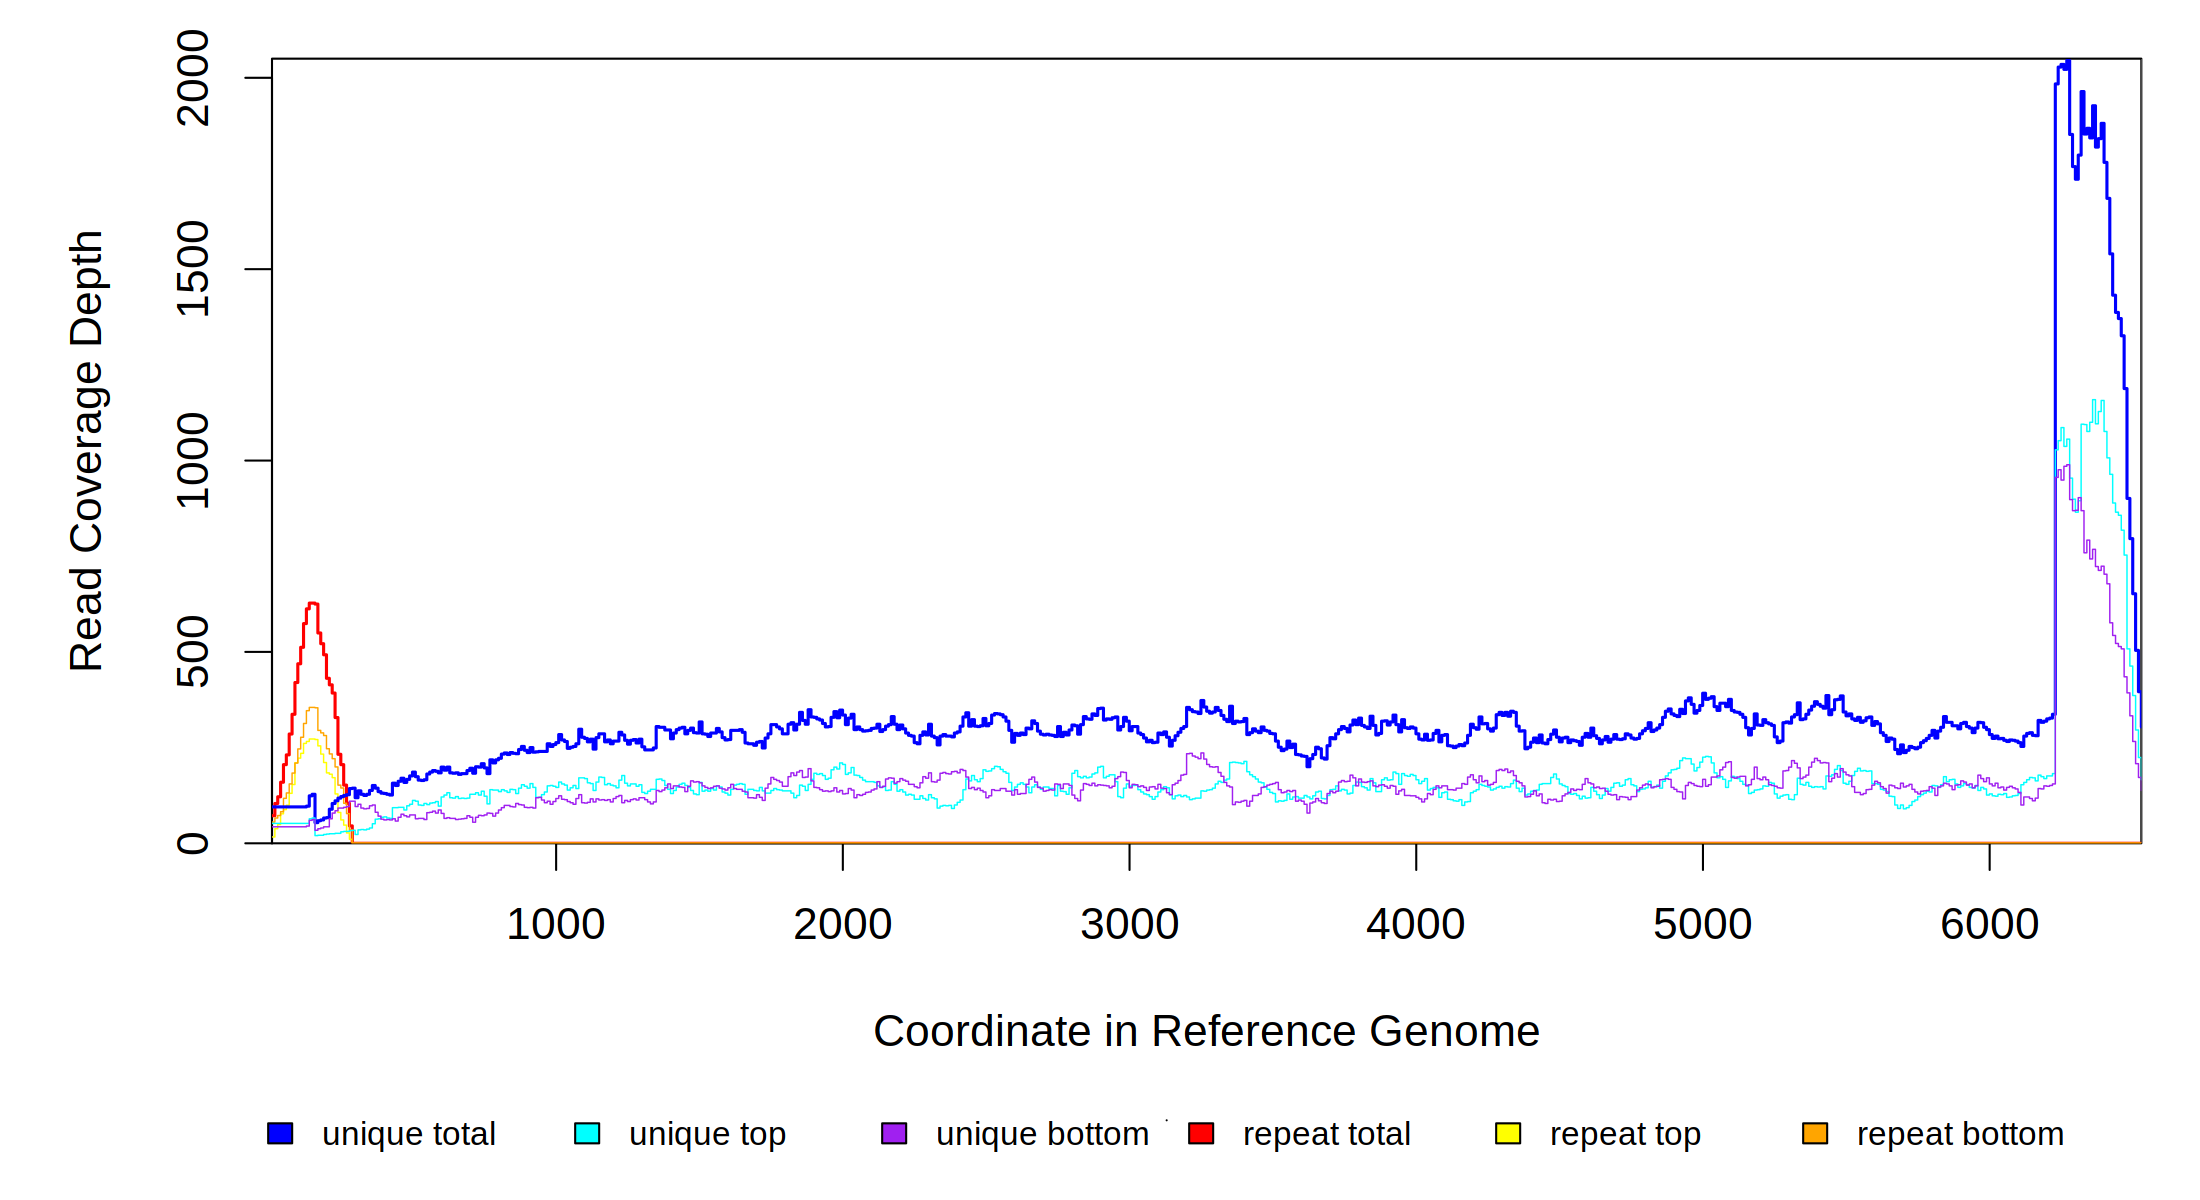 2000
1500
1000
500
0
Read Coverage Depth
1000 2000 3000 4000 5000 6000
Coordinate in Reference Genome
unique total unique top unique bottom repeat total repeat top repeat bottom